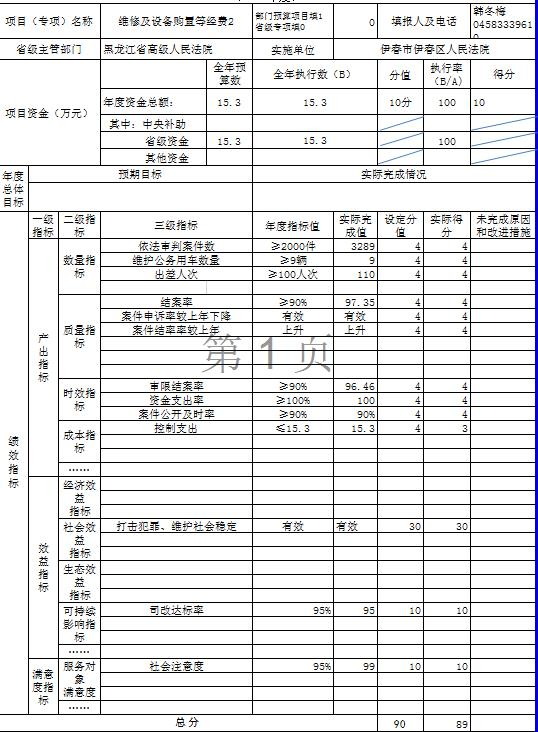 项目（专项）名称 维修及设备购置等经费2 部门预算项目填1 省级专项填0 0 填报人及电话 韩冬梅 0458333961
省级主管部门 黑龙江省高级人民法院 实施单位 伊春市伊春区人民法院
项目资金（万元） 全年预算数 全年执行数（B） 分值 执行率（B/A） 得分
年度资金总额： 15.3 15.3 10分 100 10
其中：中央补助
省级资金 15.3 15.3 100
其他资金
年度总体目标 预期目标 实际完成情况
绩效指标 一级指标 二级指标 三级指标 年度指标值 实际完成值 设定分值 实际得分 未完成原因和改进措施
产出指标 数量指标 依法审判案件数 ≥2000件 3289 4 4
维护公务用车数量 ≥9辆 9 4 4
出差人次 ≥100人次 110 4 4
质量指标 结案率 ≥90% 97.35 4 4
案件申诉率较上年下降 有效 有效 4 4
案件结率率较上年 上升 上升 4 4
第 1 页
时效指标 审限结案率 ≥90% 96.46 4 4
资金支出率 ≥100% 100 4 4
案件公开及时率 ≥90% 90% 4 4
成本指标 控制支出 ≤15.3 15.3 4 3
……
效益指标 经济效益指标
社会效益指标 打击犯罪、维护社会稳定 有效 有效 30 30
生态效益指标
可持续影响指标 司改达标率 95% 95 10 10
……
满意度指标 服务对象满意度 社会注意度 95% 99 10 10
……
总分 90 89